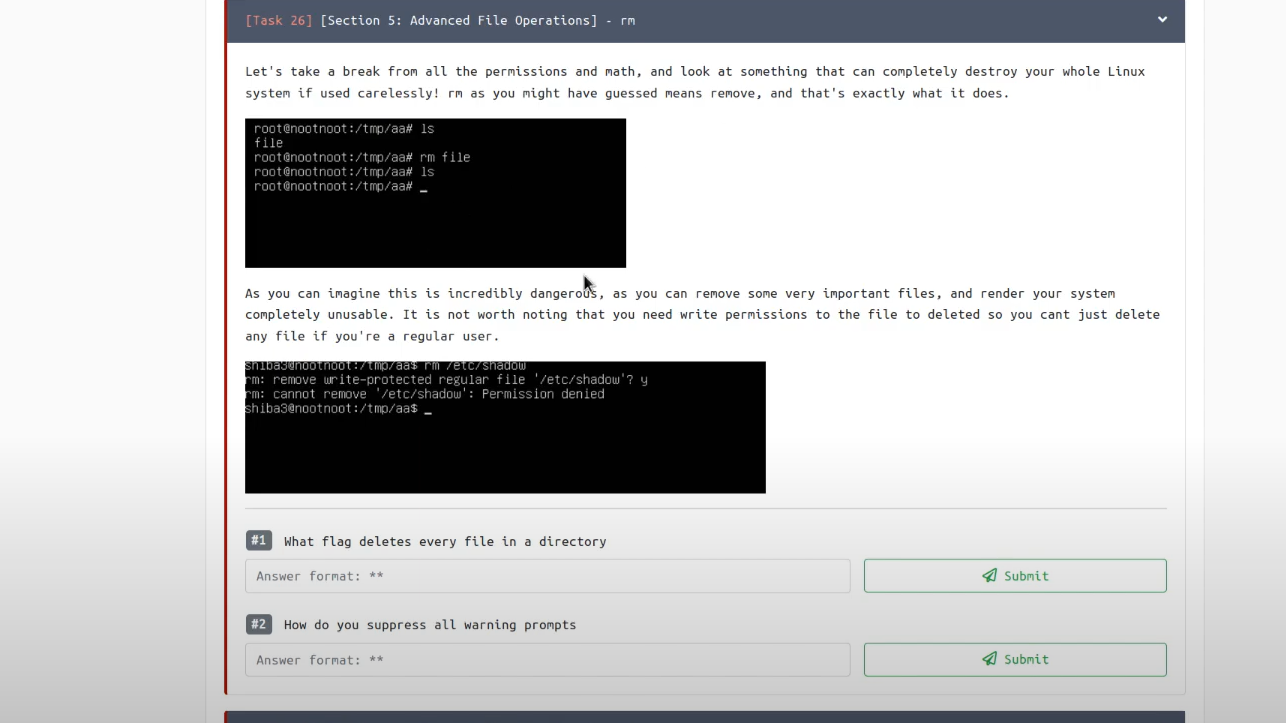 [Task 26] [Section 5: Advanced File Operations] - rm
Let's take a break from all the permissions and math, and look at something that can completely destroy your whole Linux
system if used carelessly! rm as you might have guessed means remove, and that's exactly what it does.
root@nootnoot:/tmp/aa# ls
file
root@nootnoot:/tmp/aa# rm file
root@nootnoot:/tmp/aa# ls
root@nootnoot:/tmp/aa# _
As you can imagine this is incredibly dangerous, as you can remove some very important files, and render your system
completely unusable. It is not worth noting that you need write permissions to the file to deleted so you cant just delete
any file if you're a regular user.
shiba3@nootnoot:/tmp/aa$ rm /etc/shadow
rm: remove write-protected regular file '/etc/shadow'? y
rm: cannot remove '/etc/shadow': Permission denied
shiba3@nootnoot:/tmp/aa$ _
#1 What flag deletes every file in a directory
Answer format: ** Submit
#2 How do you suppress all warning prompts
Answer format: ** Submit